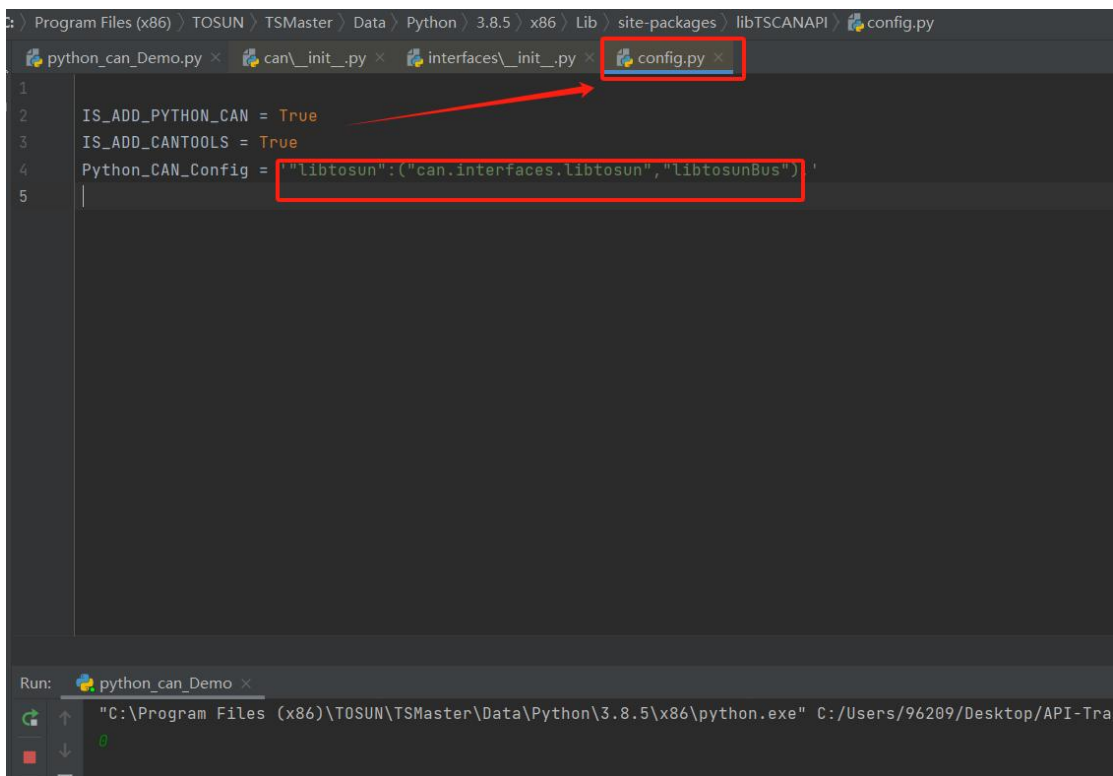 : 〉 Program Files (x86) 〉 TOSUN 〉 TSMaster 〉 Data 〉 Python 〉 3.8.5 〉 x86 〉 Lib 〉 site-packages 〉 libTSCANAPI 〉 config.py
python_can_Demo.py × can\__init__.py × interfaces\__init__.py × config.py ×
1
2 IS_ADD_PYTHON_CAN = True
3 IS_ADD_CANTOOLS = True
4 Python_CAN_Config = '"libtosun":("can.interfaces.libtosun","libtosunBus"),'
5
Run: python_can_Demo ×
"C:\Program Files (x86)\TOSUN\TSMaster\Data\Python\3.8.5\x86\python.exe" C:/Users/96209/Desktop/API-Tra
0